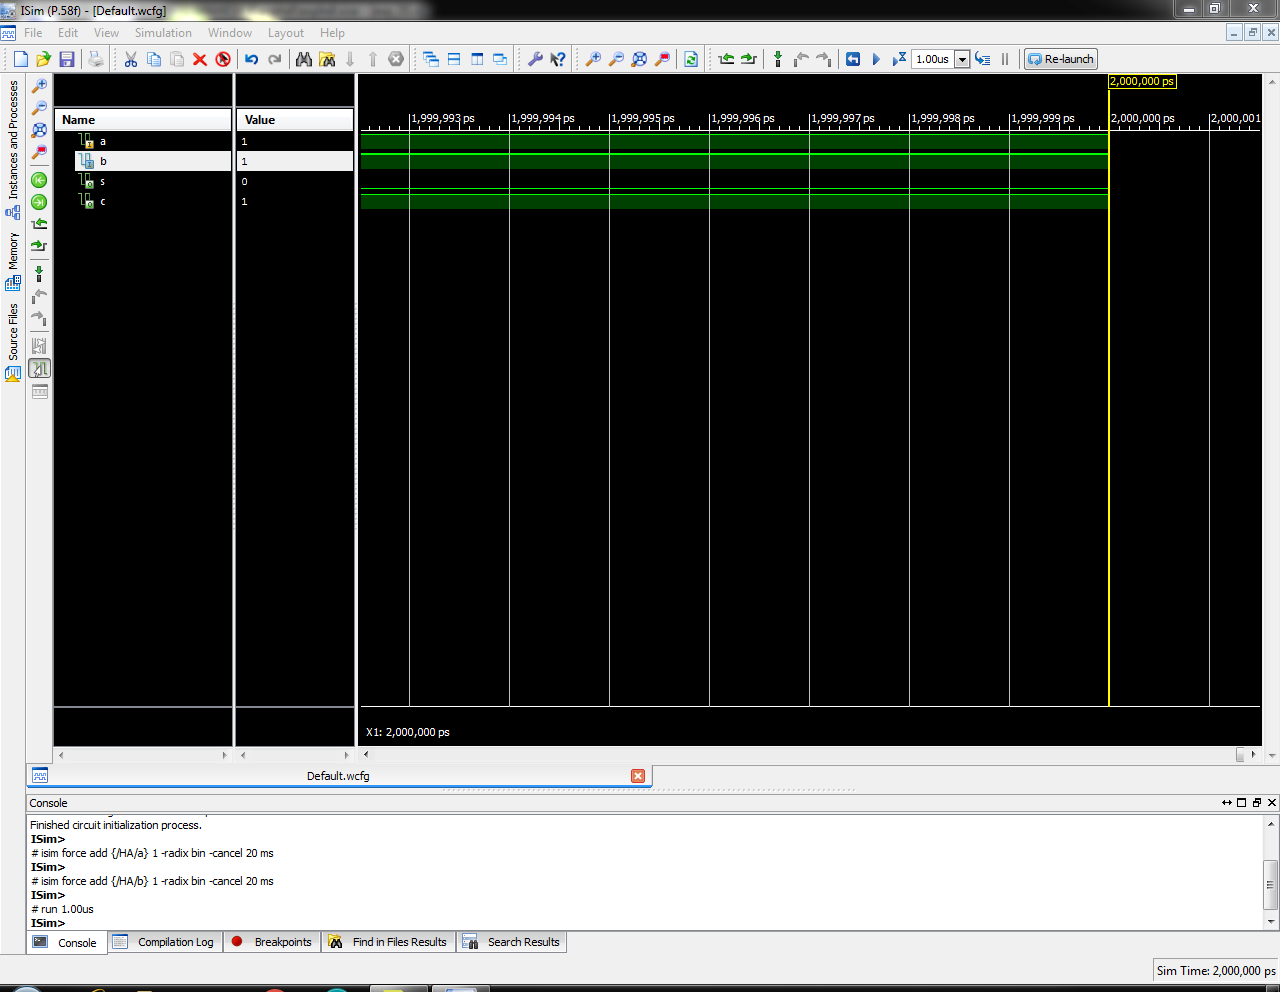 ISim (P.58f) - [Default.wcfg]
File Edit View Simulation Window Layout Help
1.00us Re-launch
Instances and Processes
Memory
Source Files
2,000,000 ps
Name Value
1,999,993 ps 1,999,994 ps 1,999,995 ps 1,999,996 ps 1,999,997 ps 1,999,998 ps 1,999,999 ps 2,000,000 ps 2,000,001
a 1
b 1
s 0
c 1
X1: 2,000,000 ps
Default.wcfg
Console
Finished circuit initialization process.
ISim>
# isim force add {/HA/a} 1 -radix bin -cancel 20 ms
ISim>
# isim force add {/HA/b} 1 -radix bin -cancel 20 ms
ISim>
# run 1.00us
ISim>
Console Compilation Log Breakpoints Find in Files Results Search Results
Sim Time: 2,000,000 ps